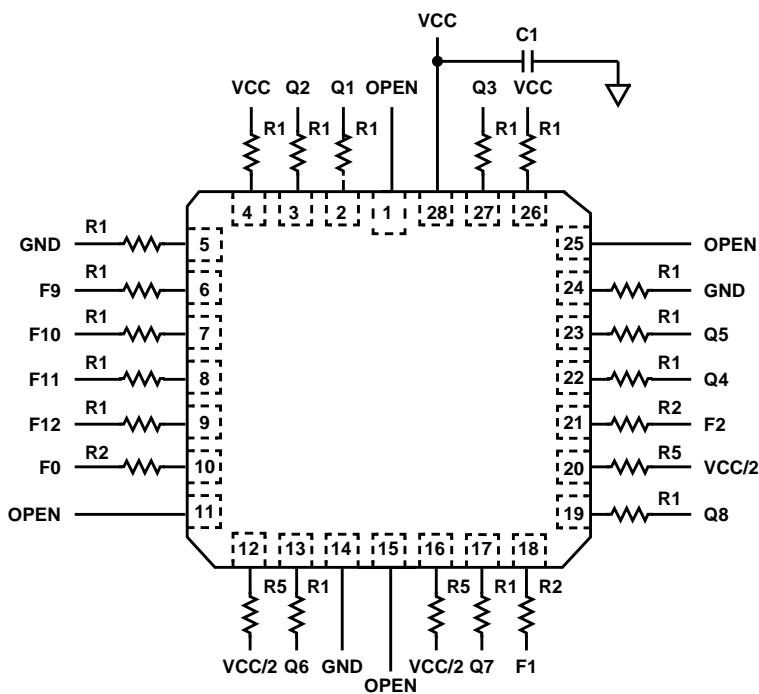 VCC
C1
VCC Q2 Q1 OPEN Q3 VCC
R1 R1 R1 R1 R1
4 3 2 1 28 27 26
GND R1 5
F9 R1 6
F10 R1 7
F11 R1 8
F12 R1 9
F0 R2 10
OPEN 11
25 OPEN
24 R1 GND
23 R1 Q5
22 R1 Q4
21 R2 F2
20 R5 VCC/2
19 R1 Q8
12 13 14 15 16 17 18
R5 R1 R5 R1 R2
VCC/2 Q6 GND OPEN VCC/2 Q7 F1